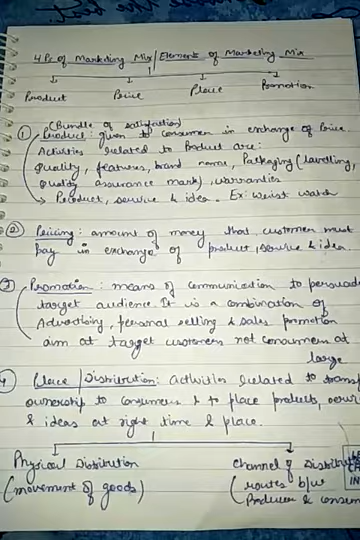 4 Ps of Marketing Mix/Elements of Marketing Mix
Product Price Place Promotion
(Bundle of satisfaction)
① Product: given to consumer in exchange of Price.
Activities related to Product are:
Quality, features, brand name, Packaging (labelling,
Quality assurance mark), warranties
→ Product, service & idea. Ex: Wrist watch
② Pricing: amount of money that customer must
pay in exchange of product, service & idea.
③ Promotion: means of communication to persuade
target audience. It is a combination of
Advertising, personal selling & sales promotion
aim at target customers not consumers at
large
4 Place/Distribution: Activities related to transf
ownership to consumers & to place products, servi
& ideas at right time & place.
Physical Distribution Channel of Distribut
(movement of goods) (routes b/w
Producer & consum